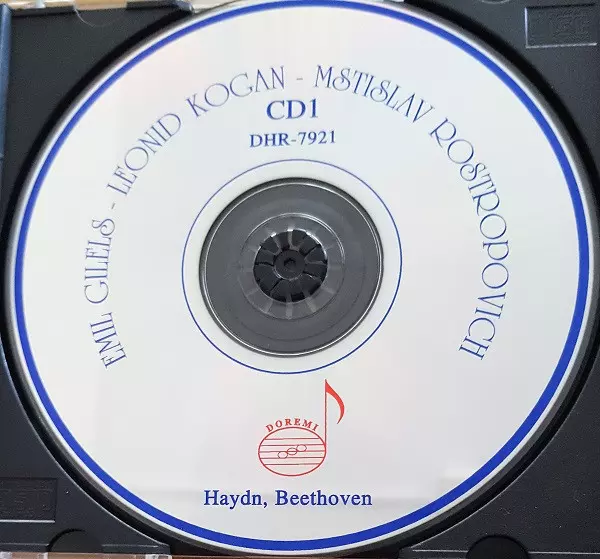 EMIL GILELS - LEONID KOGAN - MSTISLAV ROSTROPOVICH
CD1
DHR-7921
DOREMI
Haydn, Beethoven